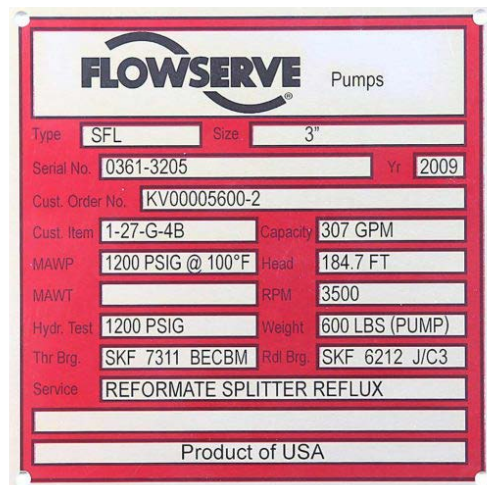 FLOWSERVE® Pumps
Type SFL Size 3"
Serial No. 0361-3205 Yr 2009
Cust. Order No. KV00005600-2
Cust. Item 1-27-G-4B Capacity 307 GPM
MAWP 1200 PSIG @ 100°F Head 184.7 FT
MAWT RPM 3500
Hydr. Test 1200 PSIG Weight 600 LBS (PUMP)
Thr Brg. SKF 7311 BECBM Rdl Brg. SKF 6212 J/C3
Service REFORMATE SPLITTER REFLUX
Product of USA